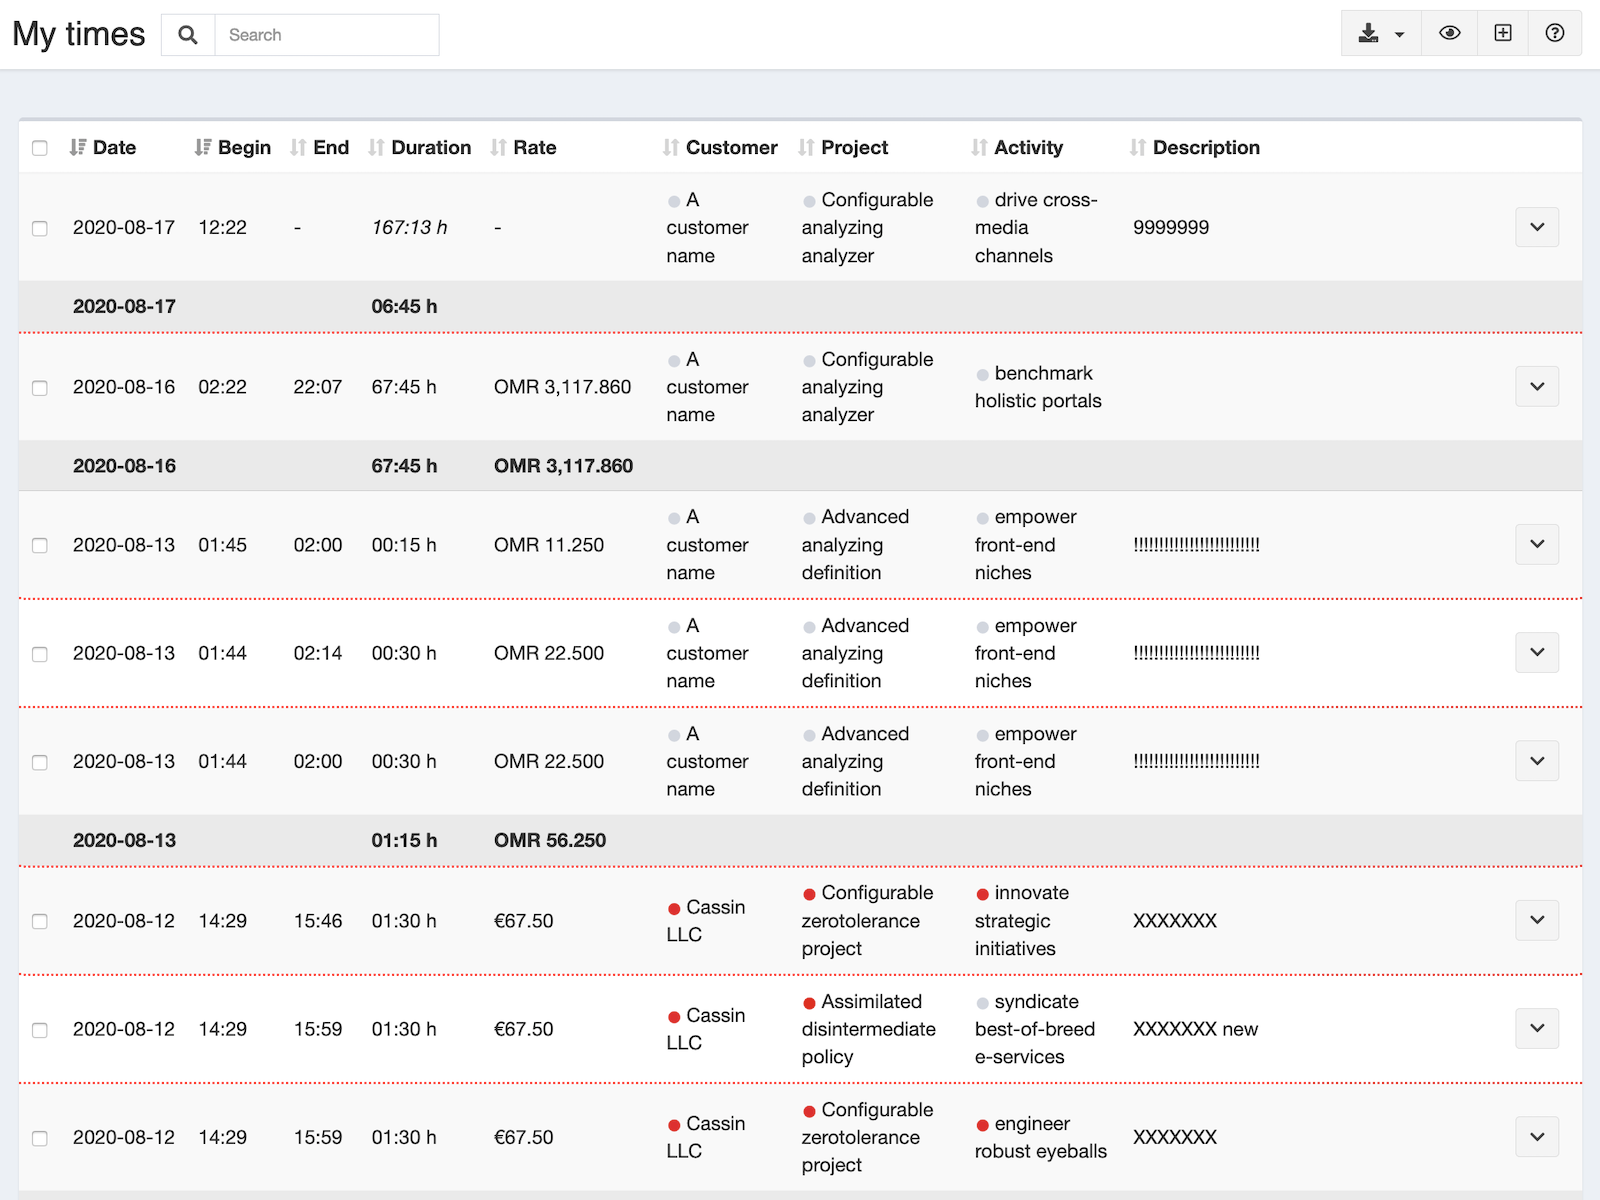 My times
Search
Date Begin End Duration Rate Customer Project Activity Description
2020-08-17 12:22 - 167:13 h - A customer name Configurable analyzing analyzer drive cross-media channels 9999999
2020-08-17 06:45 h
2020-08-16 02:22 22:07 67:45 h OMR 3,117.860 A customer name Configurable analyzing analyzer benchmark holistic portals
2020-08-16 67:45 h OMR 3,117.860
2020-08-13 01:45 02:00 00:15 h OMR 11.250 A customer name Advanced analyzing definition empower front-end niches !!!!!!!!!!!!!!!!!!!!!!!!!
2020-08-13 01:44 02:14 00:30 h OMR 22.500 A customer name Advanced analyzing definition empower front-end niches !!!!!!!!!!!!!!!!!!!!!!!!!
2020-08-13 01:44 02:00 00:30 h OMR 22.500 A customer name Advanced analyzing definition empower front-end niches !!!!!!!!!!!!!!!!!!!!!!!!!
2020-08-13 01:15 h OMR 56.250
2020-08-12 14:29 15:46 01:30 h €67.50 Cassin LLC Configurable zerotolerance project innovate strategic initiatives XXXXXXX
2020-08-12 14:29 15:59 01:30 h €67.50 Cassin LLC Assimilated disintermediate policy syndicate best-of-breed e-services XXXXXXX new
2020-08-12 14:29 15:59 01:30 h €67.50 Cassin LLC Configurable zerotolerance project engineer robust eyeballs XXXXXXX